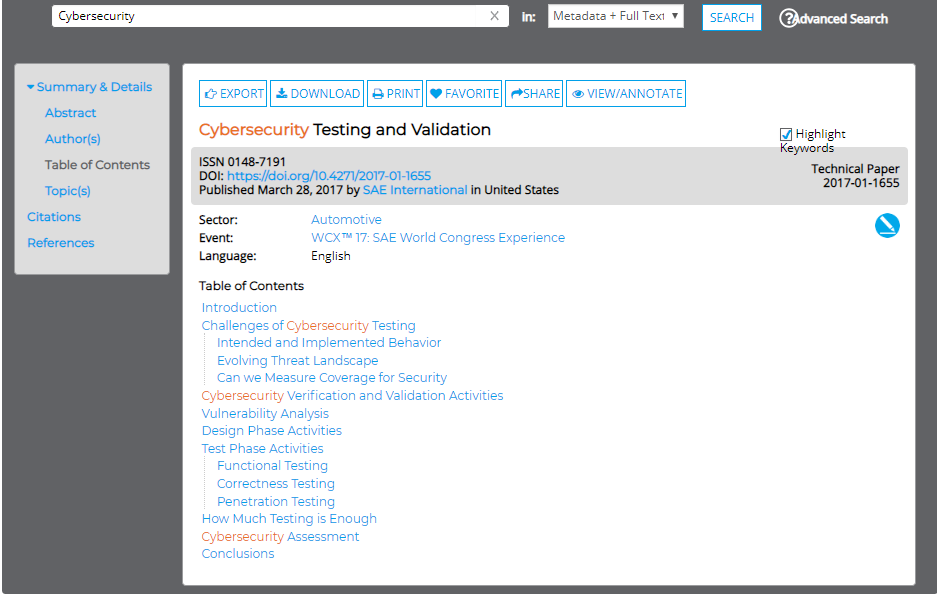 Cybersecurity
In:
Metadata + Full Text
SEARCH
Advanced Search
Summary & Details
Abstract
Author(s)
Table of Contents
Topic(s)
Citations
References
EXPORT DOWNLOAD PRINT FAVORITE SHARE VIEW/ANNOTATE
Cybersecurity Testing and Validation
Highlight
Keywords
ISSN 0148-7191
DOI: https://doi.org/10.4271/2017-01-1655
Published March 28, 2017 by SAE International in United States
Technical Paper
2017-01-1655
Sector: Automotive
Event: WCX™ 17: SAE World Congress Experience
Language: English
Table of Contents
Introduction
Challenges of Cybersecurity Testing
Intended and Implemented Behavior
Evolving Threat Landscape
Can we Measure Coverage for Security
Cybersecurity Verification and Validation Activities
Vulnerability Analysis
Design Phase Activities
Test Phase Activities
Functional Testing
Correctness Testing
Penetration Testing
How Much Testing is Enough
Cybersecurity Assessment
Conclusions